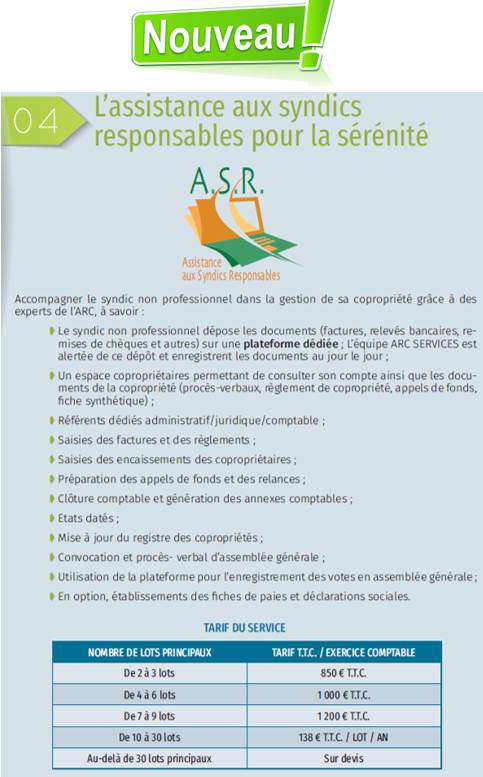 Nouveau !
04
L'assistance aux syndics
responsables pour la sérénité
A.S.R.
Assistance
aux Syndics Responsables
Accompagner le syndic non professionnel dans la gestion de sa copropriété grâce à des
experts de l'ARC, à savoir :
Le syndic non professionnel dépose les documents (factures, relevés bancaires, re-
mises de chèques et autres) sur une plateforme dédiée ; L'équipe ARC SERVICES est
alertée de ce dépôt et enregistrent les documents au jour le jour ;
Un espace copropriétaires permettant de consulter son compte ainsi que les docu-
ments de la copropriété (procès-verbaux, règlement de copropriété, appels de fonds,
fiche synthétique) ;
Référents dédiés administratif/juridique/comptable ;
Saisies des factures et des règlements ;
Saisies des encaissements des copropriétaires ;
Préparation des appels de fonds et des relances ;
Clôture comptable et génération des annexes comptables ;
Etats datés ;
Mise à jour du registre des copropriétés ;
Convocation et procès- verbal d'assemblée générale ;
Utilisation de la plateforme pour l'enregistrement des votes en assemblée générale ;
En option, établissements des fiches de paies et déclarations sociales.
TARIF DU SERVICE
NOMBRE DE LOTS PRINCIPAUX TARIF T.T.C. / EXERCICE COMPTABLE
De 2 à 3 lots 850 € T.T.C.
De 4 à 6 lots 1 000 € T.T.C.
De 7 à 9 lots 1 200 € T.T.C.
De 10 à 30 lots 138 € T.T.C. / LOT / AN
Au-delà de 30 lots principaux Sur devis